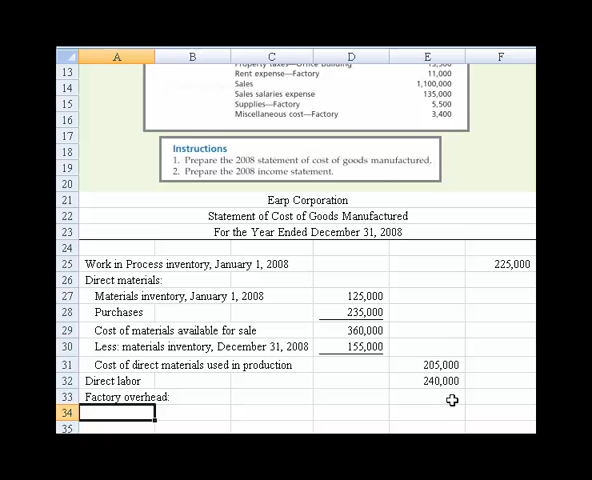 A B C D E F
13 Property taxes—Office building 13,500
14 Rent expense—Factory 11,000
Sales 1,100,000
15 Sales salaries expense 135,000
Supplies—Factory 5,500
16 Miscellaneous cost—Factory 3,400
17
18 Instructions
1. Prepare the 2008 statement of cost of goods manufactured.
19 2. Prepare the 2008 income statement.
20
21 Earp Corporation
22 Statement of Cost of Goods Manufactured
23 For the Year Ended December 31, 2008
24
25 Work in Process inventory, January 1, 2008 225,000
26 Direct materials:
27 Materials inventory, January 1, 2008 125,000
28 Purchases 235,000
29 Cost of materials available for sale 360,000
30 Less: materials inventory, December 31, 2008 155,000
31 Cost of direct materials used in production 205,000
32 Direct labor 240,000
33 Factory overhead:
34
35